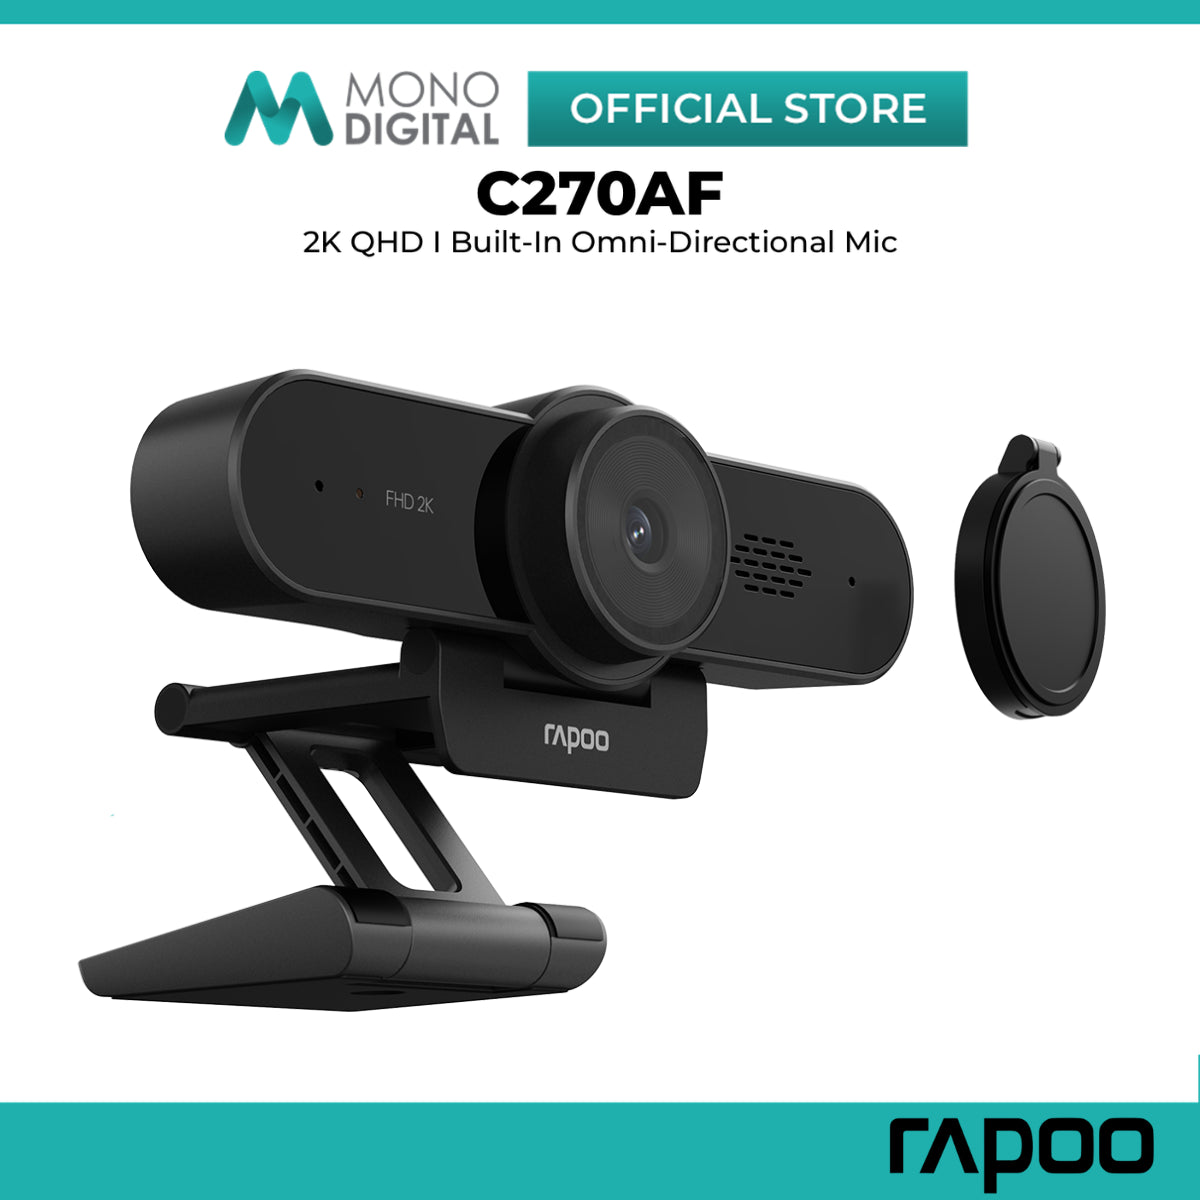 MONO
DIGITAL
OFFICIAL STORE
C270AF
2K QHD I Built-In Omni-Directional Mic
FHD 2K
rapoo
rapoo